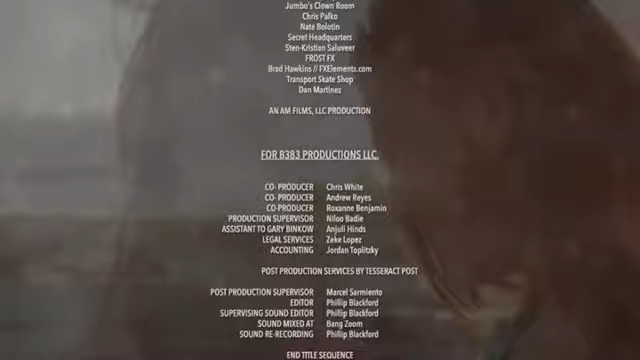 Jumbo's Clown Room
Chris Palko
Nate Bolotin
Secret Headquarters
Sten-Kristian Saluveer
FROST FX
Brad Hawkins // FXElements.com
Transport Skate Shop
Dan Martinez
AN AM FILMS, LLC PRODUCTION
FOR B383 PRODUCTIONS LLC.
CO- PRODUCER Chris White
CO- PRODUCER Andrew Reyes
CO-PRODUCER Roxanne Benjamin
PRODUCTION SUPERVISOR Niloo Badie
ASSISTANT TO GARY BINKOW Anjuli Hinds
LEGAL SERVICES Zeke Lopez
ACCOUNTING Jordan Toplitzky
POST PRODUCTION SERVICES BY TESSERACT POST
POST PRODUCTION SUPERVISOR Marcel Sarmiento
EDITOR Phillip Blackford
SUPERVISING SOUND EDITOR Phillip Blackford
SOUND MIXED AT Bang Zoom
SOUND RE-RECORDING Phillip Blackford
END TITLE SEQUENCE